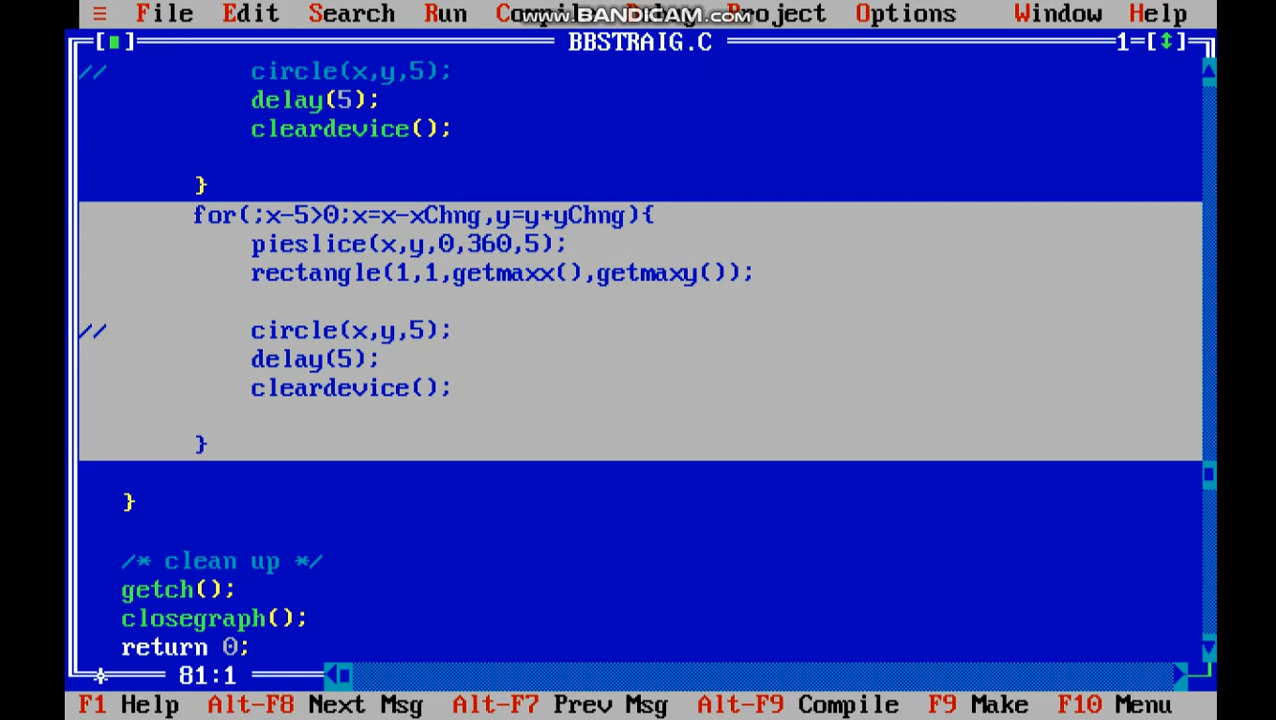 ≡ File Edit Search Run Compile Debug Project Options Window Help
www.BANDICAM.com
[■] BBSTRAIG.C 1=[↕]
// circle(x,y,5);
delay(5);
cleardevice();
}
for(;x-5>0;x=x-xChng,y=y+yChng){
pieslice(x,y,0,360,5);
rectangle(1,1,getmaxx(),getmaxy());
// circle(x,y,5);
delay(5);
cleardevice();
}
}
/* clean up */
getch();
closegraph();
return 0;
81:1
F1 Help Alt-F8 Next Msg Alt-F7 Prev Msg Alt-F9 Compile F9 Make F10 Menu